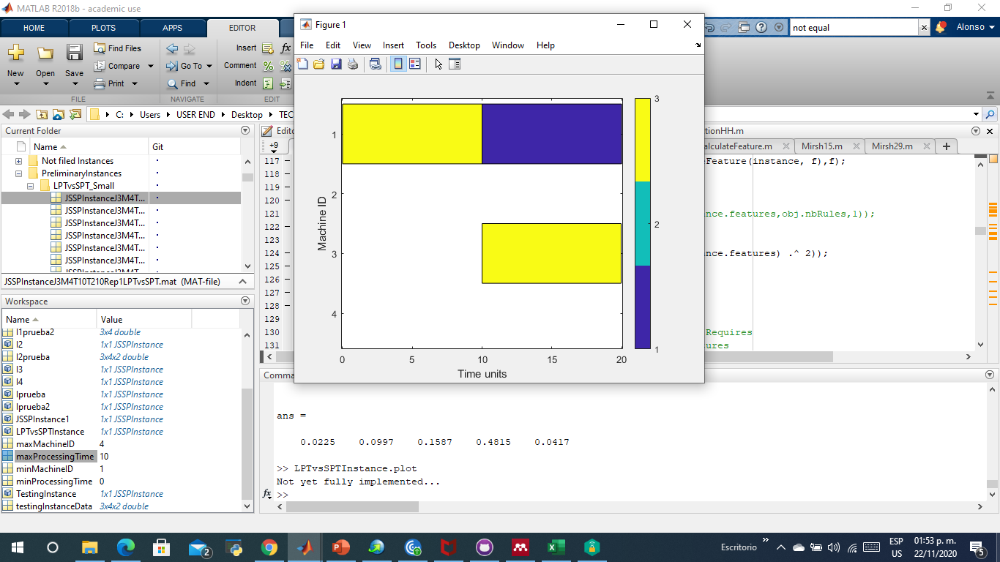 MATLAB R2018b - academic use
HOME PLOTS APPS EDITOR
not equal
Alonso
New
Open
Save
Find Files
Compare
Print
Go To
Find
Insert
Comment
Indent
fx
FILE NAVIGATE EDIT
C: Users USER END Desktop TEC
Current Folder
Name Git
Not filed Instances
PreliminaryInstances
LPTvsSPT_Small
JSSPInstanceJ3M4T...
JSSPInstanceJ3M4T...
JSSPInstanceJ3M4T...
JSSPInstanceJ3M4T...
JSSPInstanceJ3M4T...
JSSPInstanceJ3M4T...
JSSPInstanceJ3M4T10T210Rep1LPTvsSPT.mat (MAT-file)
Workspace
Name Value
I1prueba2 3x4 double
I2 1x1 JSSPInstance
I2prueba 3x4x2 double
I3 1x1 JSSPInstance
I4 1x1 JSSPInstance
Iprueba 1x1 JSSPInstance
Iprueba2 1x1 JSSPInstance
JSSPInstance1 1x1 JSSPInstance
LPTvsSPTInstance 1x1 JSSPInstance
maxMachineID 4
maxProcessingTime 10
minMachineID 1
minProcessingTime 0
TestingInstance 1x1 JSSPInstance
testingInstanceData 3x4x2 double
Figure 1
File Edit View Insert Tools Desktop Window Help
Machine ID
1
2
3
4
0 5 10 15 20
Time units
3
2
1
Edito
ctionHH.m
+9
alculateFeature.m Mirsh15.m Mirsh29.m
117
118
119
120
121
122
123
124
125
126
127
128
129
130
131
eFeature(instance, f),f);
nce.features,obj.nbRules,1));
nce.features) .^ 2));
Requires
ures
Comma
ans =
0.0225 0.0997 0.1587 0.4815 0.0417
>> LPTvsSPTInstance.plot
Not yet fully implemented...
fx >>
2
Escritorio
ESP
US
01:53 p. m.
22/11/2020
5